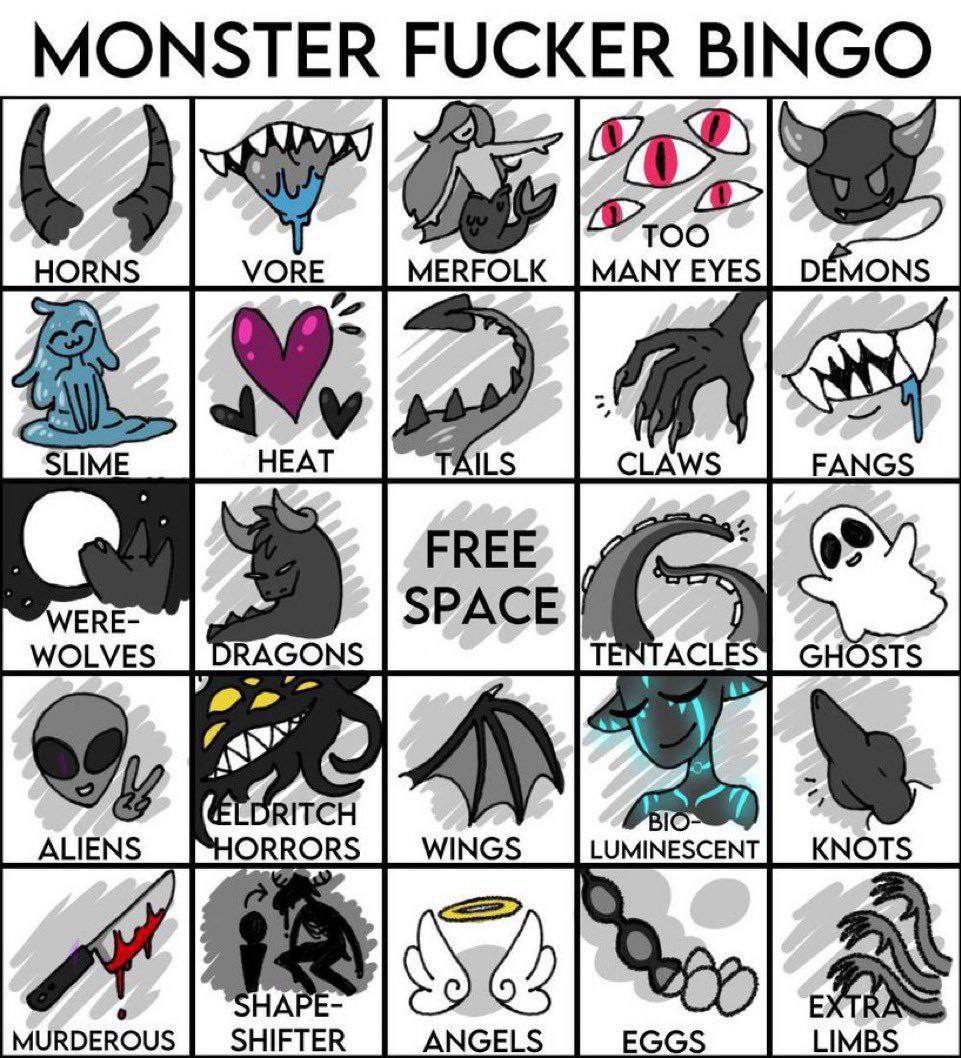 MONSTER FUCKER BINGO
HORNS
VORE
MERFOLK
TOO
MANY EYES
DEMONS
SLIME
HEAT
TAILS
CLAWS
FANGS
WERE-
WOLVES
DRAGONS
FREE
SPACE
TENTACLES
GHOSTS
ALIENS
ELDRITCH
HORRORS
WINGS
BIO-
LUMINESCENT
KNOTS
MURDEROUS
SHAPE-
SHIFTER
ANGELS
EGGS
EXTRA
LIMBS